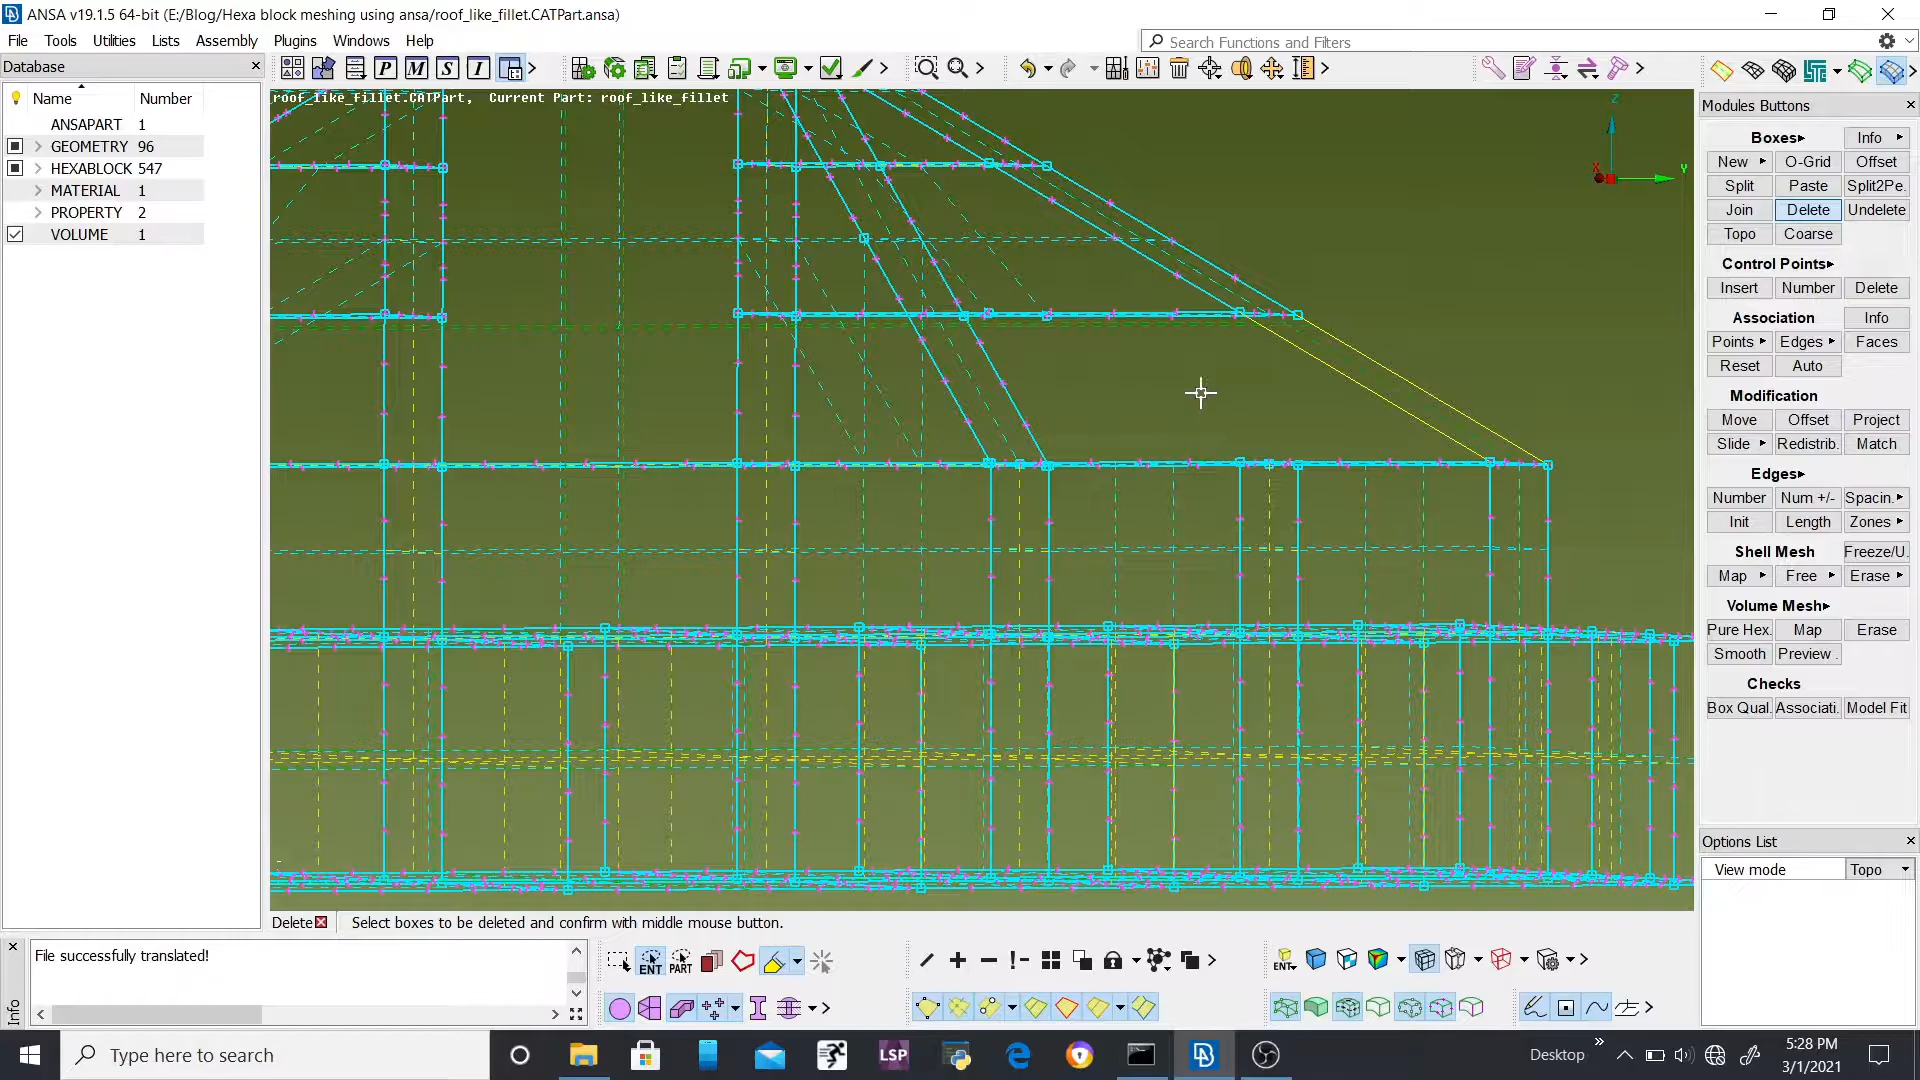 ANSA v19.1.5 64-bit (E:/Blog/Hexa block meshing using ansa/roof_like_fillet.CATPart.ansa)
File Tools Utilities Lists Assembly Plugins Windows Help
Search Functions and Filters
Database
Name Number
ANSAPART 1
GEOMETRY 96
HEXABLOCK 547
MATERIAL 1
PROPERTY 2
VOLUME 1
P M S I
roof_like_fillet.CATPart, Current Part: roof_like_fillet
Z
X Y
Modules Buttons
Boxes Info
New O-Grid Offset
Split Paste Split2Pe.
Join Delete Undelete
Topo Coarse
Control Points
Insert Number Delete
Association Info
Points Edges Faces
Reset Auto
Modification
Move Offset Project
Slide Redistrib. Match
Edges
Number Num +/- Spacin.
Init Length Zones
Shell Mesh Freeze/U.
Map Free Erase
Volume Mesh
Pure Hex. Map Erase
Smooth Preview .
Checks
Box Qual. Associati. Model Fit
Options List
View mode Topo
Delete Select boxes to be deleted and confirm with middle mouse button.
File successfully translated!
Info
ENT PART
ENT
Type here to search
LSP
Desktop
5:28 PM
3/1/2021